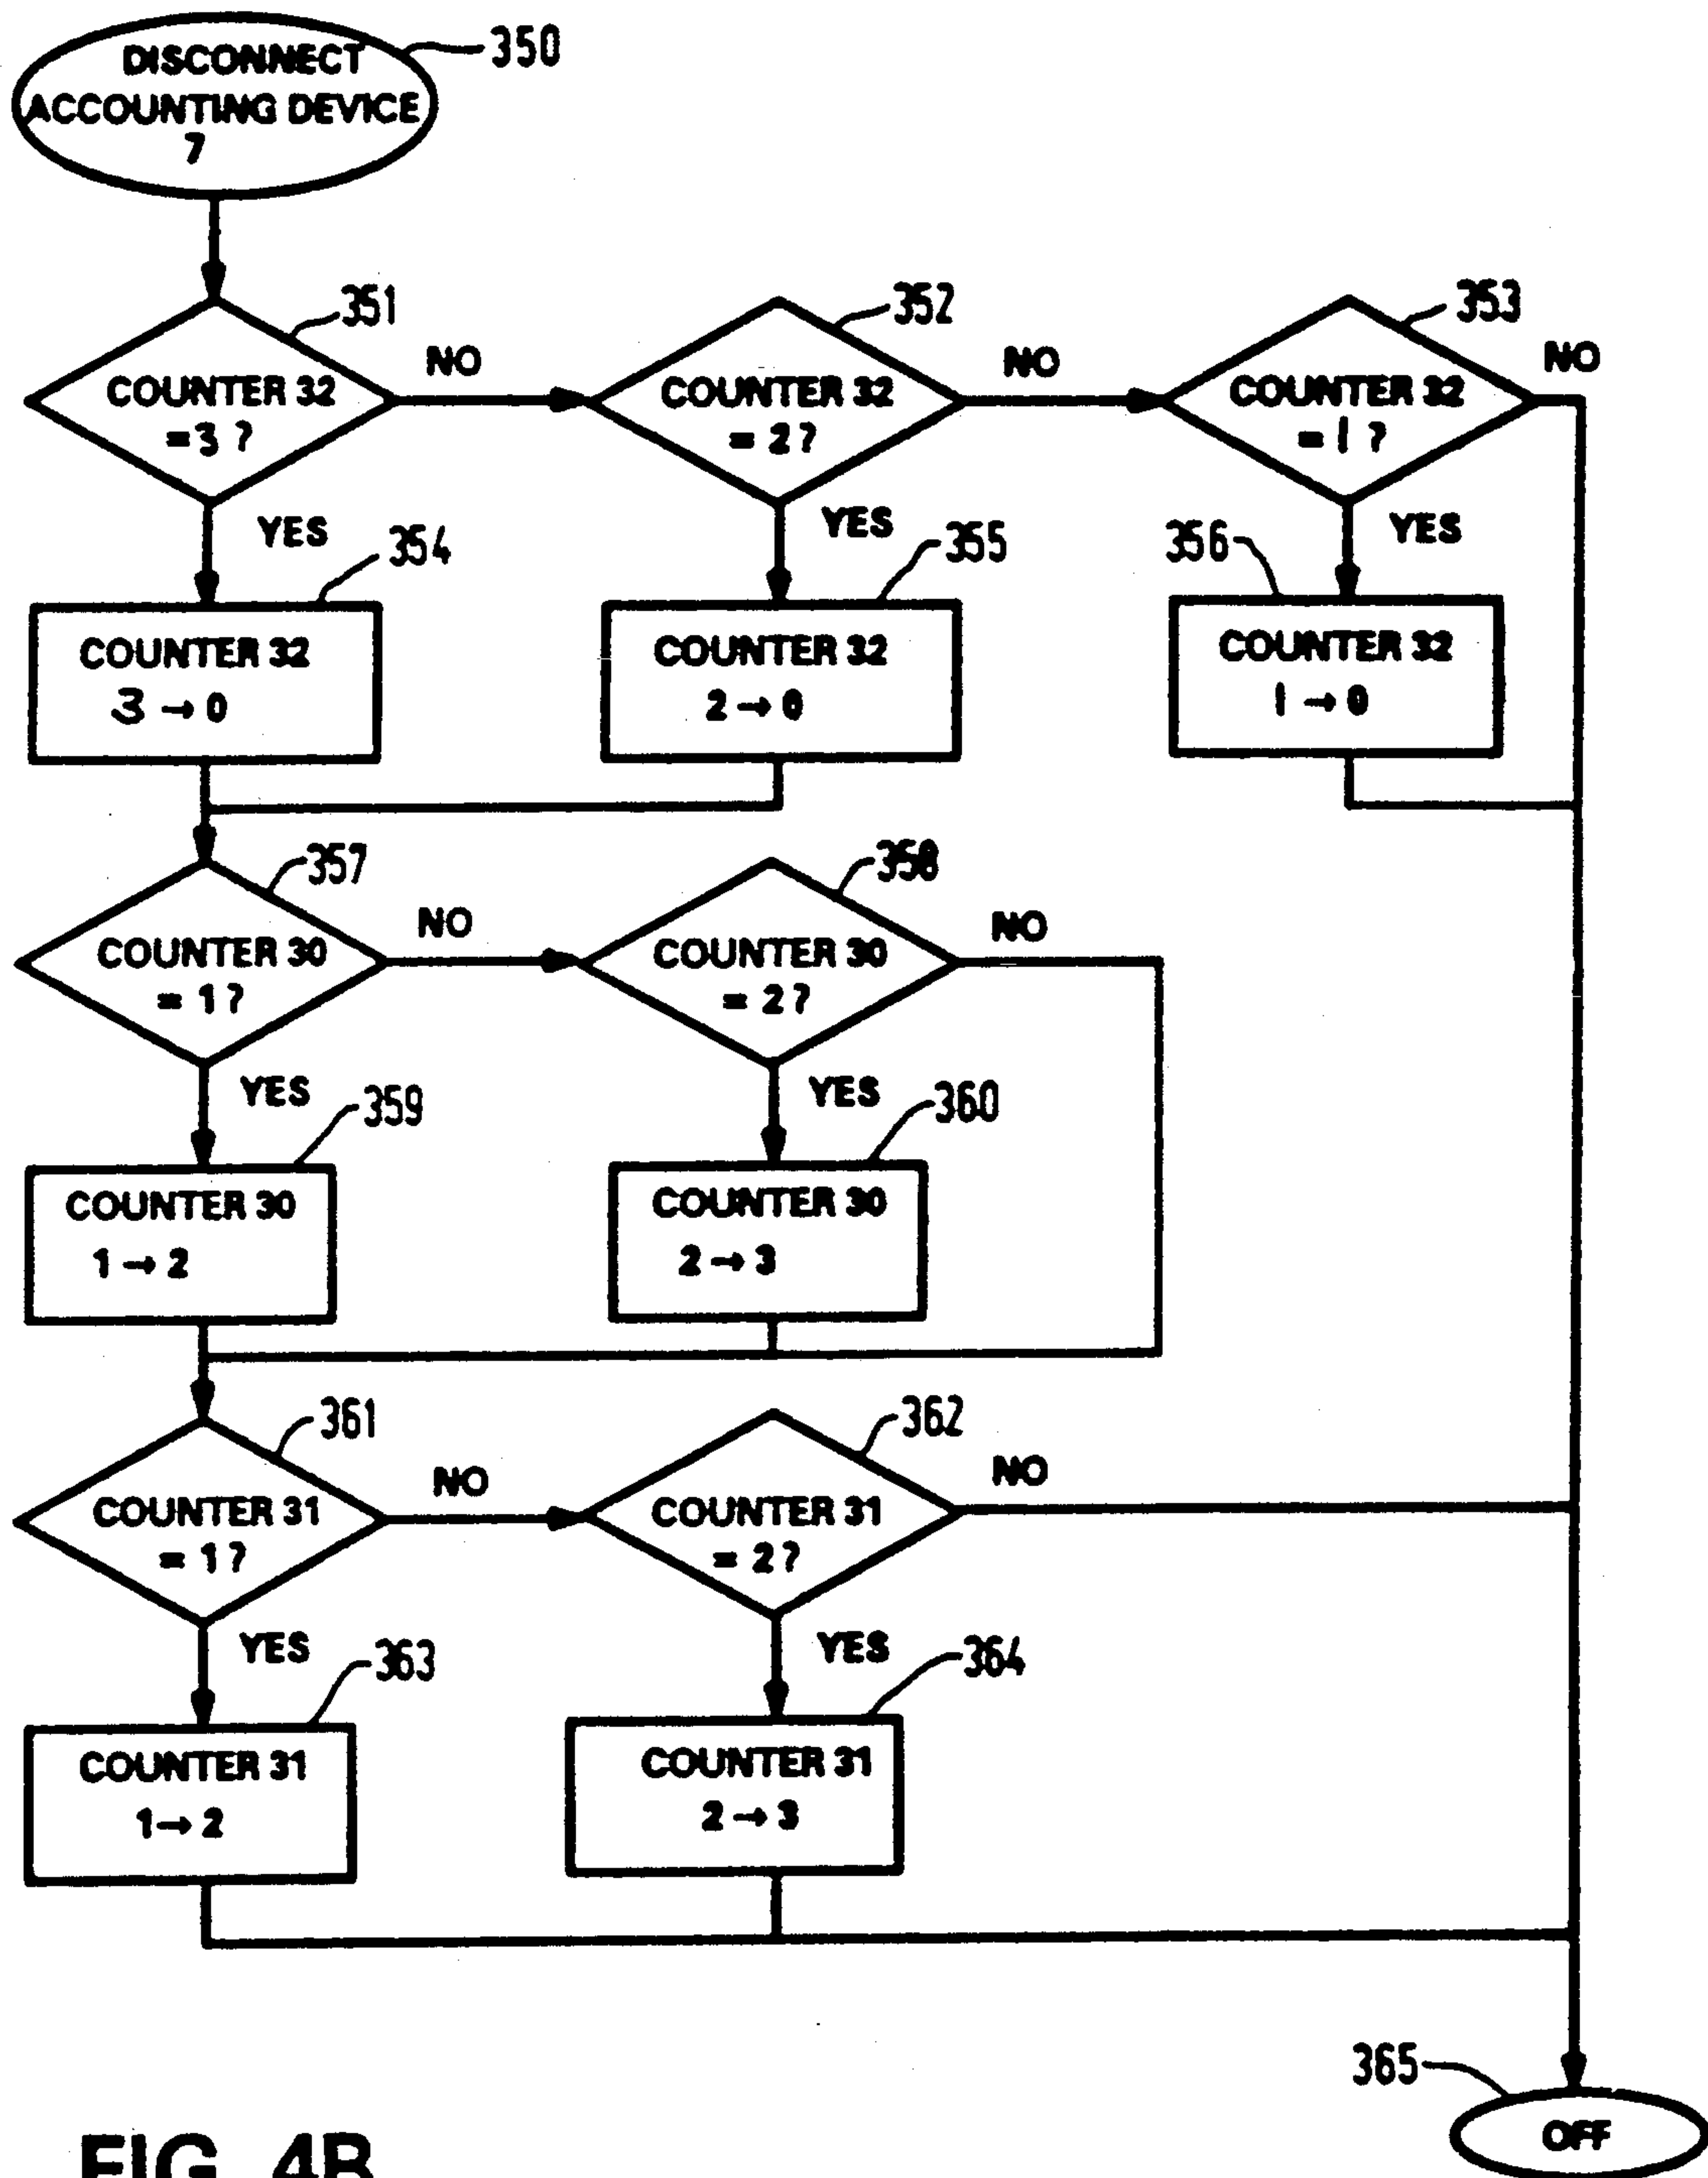 DISCONNECT
ACCOUNTING DEVICE
7
350
351
COUNTER 32
= 3 ?
NO
352
COUNTER 32
= 2 ?
NO
353
COUNTER 32
= 1 ?
NO
YES
354
YES
355
356
YES
COUNTER 32
3 → 0
COUNTER 32
2 → 0
COUNTER 32
1 → 0
357
COUNTER 30
= 1 ?
NO
358
COUNTER 30
= 2 ?
NO
YES
359
YES
360
COUNTER 30
1 → 2
COUNTER 30
2 → 3
361
COUNTER 31
= 1 ?
NO
362
COUNTER 31
= 2 ?
NO
YES
363
YES
364
COUNTER 31
1 → 2
COUNTER 31
2 → 3
365
OFF
FIG. 4B